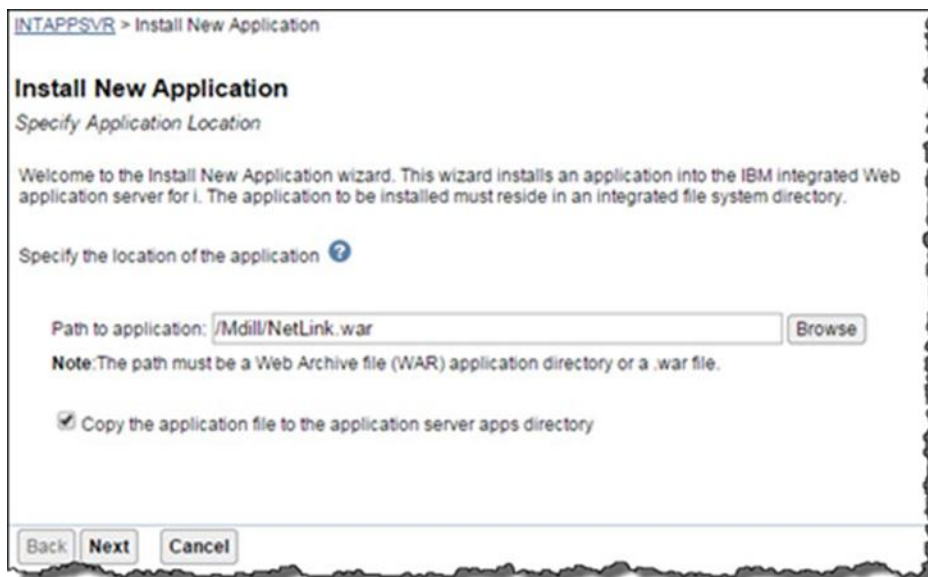 INTAPPSVR > Install New Application
Install New Application
Specify Application Location
Welcome to the Install New Application wizard. This wizard installs an application into the IBM integrated Web
application server for i. The application to be installed must reside in an integrated file system directory.
Specify the location of the application ?
Path to application: /Mdill/NetLink.war Browse
Note:The path must be a Web Archive file (WAR) application directory or a .war file.
Copy the application file to the application server apps directory
Back Next Cancel